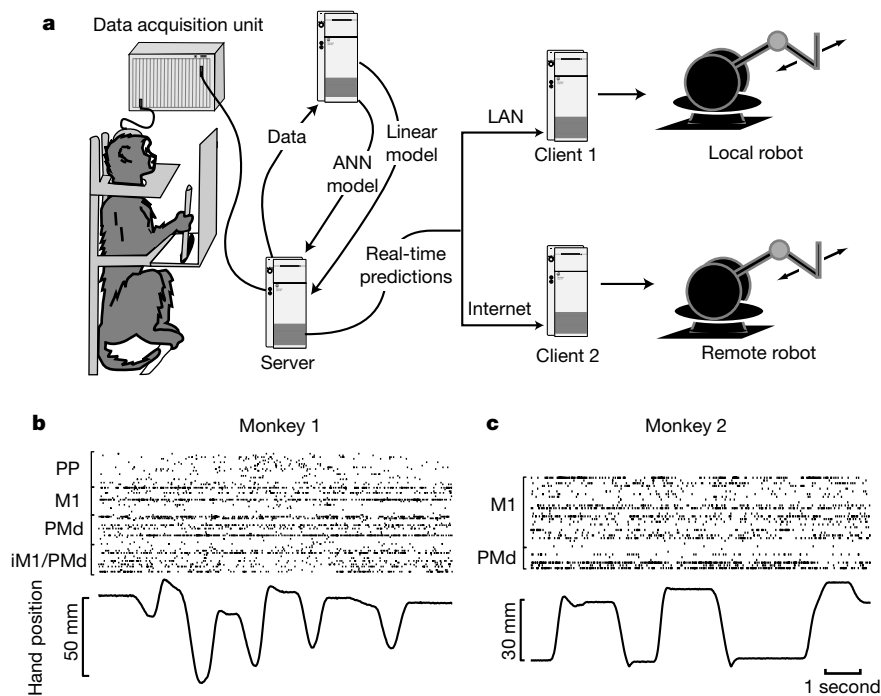 a
Data acquisition unit
Data
ANN
model
Linear
model
Server
Real-time
predictions
LAN
Internet
Client 1
Local robot
Client 2
Remote robot
b
Monkey 1
PP
M1
PMd
iM1/PMd
Hand position
50 mm
c
Monkey 2
M1
PMd
30 mm
1 second